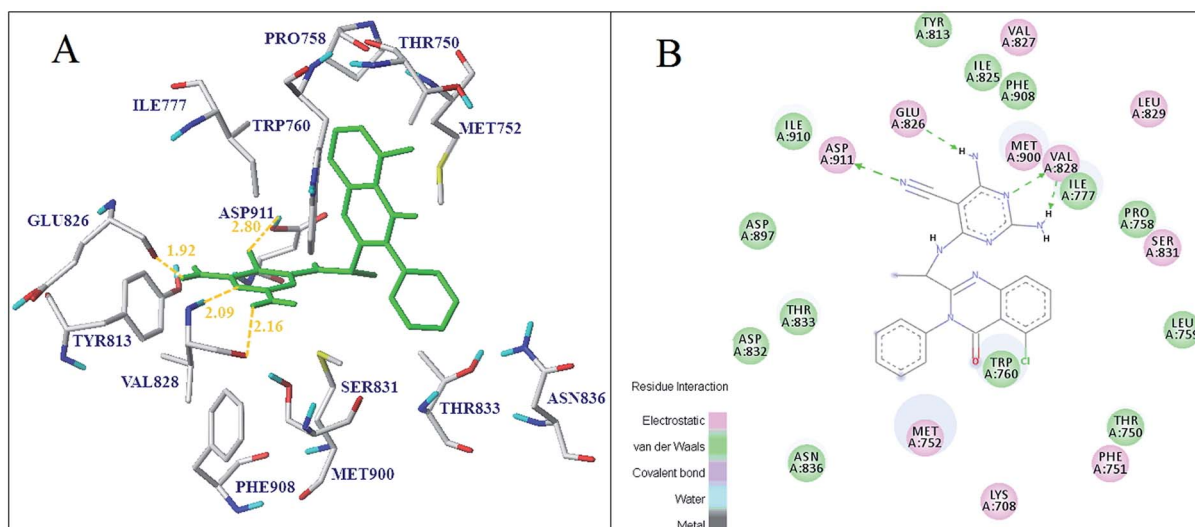 A
PRO758
THR750
ILE777
TRP760
MET752
GLU826
ASP911
2.80
1.92
2.09
2.16
TYR813
VAL828
SER831
THR833
ASN836
MET900
PHE908
B
TYR
A:813
VAL
A:827
ILE
A:825
PHE
A:908
LEU
A:829
GLU
A:826
ILE
A:910
ASP
A:911
MET
A:900
VAL
A:828
ILE
A:777
H
N
N
N
N
N
H
H
N
H
N
ASP
A:897
PRO
A:758
SER
A:831
N
N
O
Cl
THR
A:833
ASP
A:832
LEU
A:759
TRP
A:760
MET
A:752
THR
A:750
PHE
A:751
ASN
A:836
LYS
A:708
Residue Interaction
Electrostatic
van der Waals
Covalent bond
Water
Metal